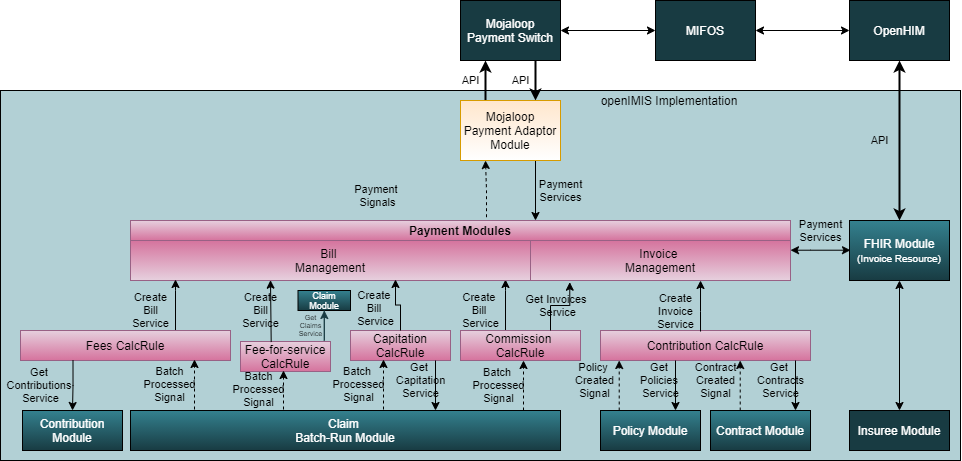 Mojaloop
Payment Switch
MIFOS
OpenHIM
API
API
openIMIS Implementation
Mojaloop
Payment Adaptor
Module
API
Payment
Signals
Payment
Services
Payment Modules
Bill
Management
Invoice
Management
Payment
Services
FHIR Module
(Invoice Resource)
Create
Bill
Service
Create
Bill
Service
Claim
Module
Get
Claims
Service
Create
Bill
Service
Create
Bill
Service
Get Invoices
Service
Create
Invoice
Service
Fees CalcRule
Fee-for-service
CalcRule
Capitation
CalcRule
Commission
CalcRule
Contribution CalcRule
Get
Contributions
Service
Batch
Processed
Signal
Batch
Processed
Signal
Batch
Processed
Signal
Get
Capitation
Service
Batch
Processed
Signal
Policy
Created
Signal
Get
Policies
Service
Contract
Created
Signal
Get
Contracts
Service
Contribution
Module
Claim
Batch-Run Module
Policy Module
Contract Module
Insuree Module